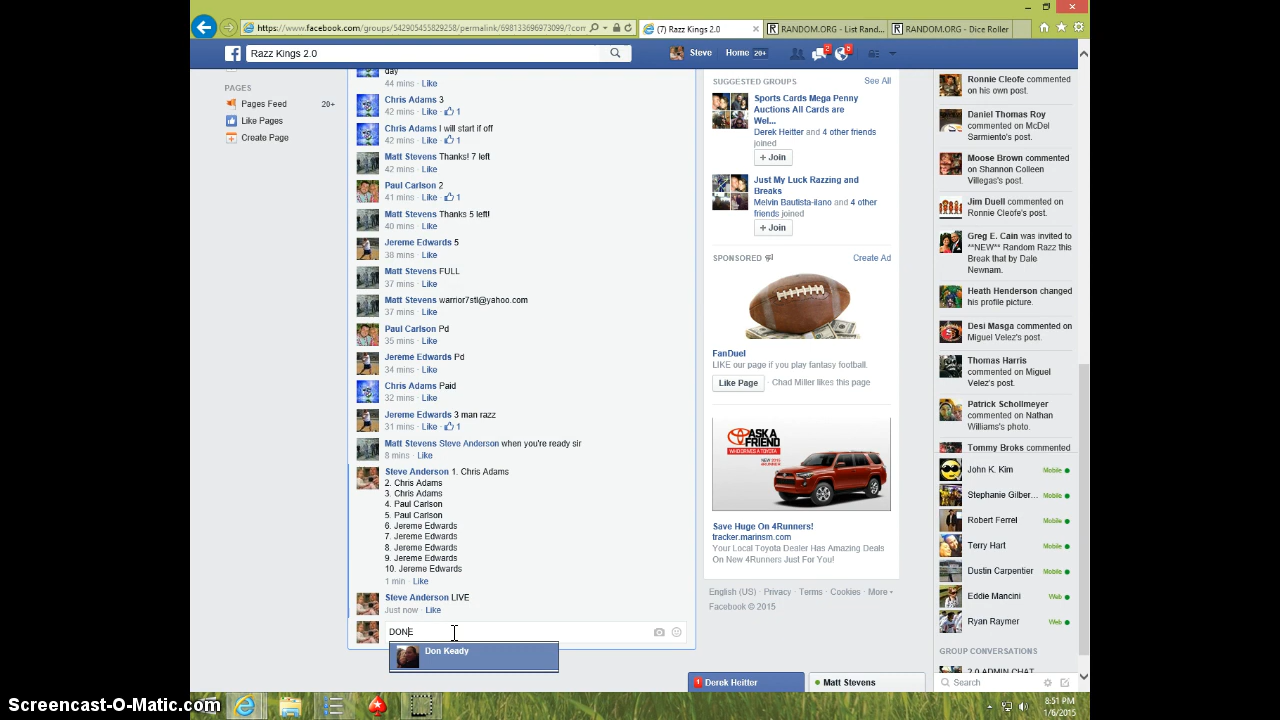 https://www.facebook.com/groups/542905455829258/permalink/698133696973099/?com
(7) Razz Kings 2.0
RANDOM.ORG - List Rand...
RANDOM.ORG - Dice Roller
Razz Kings 2.0
Steve
Home 20+
2
5
PAGES
Pages Feed 20+
Like Pages
Create Page
day
44 mins · Like
Chris Adams 3
42 mins · Like · 1
Chris Adams I will start if off
42 mins · Like · 1
Matt Stevens Thanks! 7 left
42 mins · Like
Paul Carlson 2
41 mins · Like · 1
Matt Stevens Thanks 5 left!
40 mins · Like
Jereme Edwards 5
38 mins · Like
Matt Stevens FULL
37 mins · Like
Matt Stevens warrior7stl@yahoo.com
37 mins · Like
Paul Carlson Pd
35 mins · Like
Jereme Edwards Pd
34 mins · Like
Chris Adams Paid
32 mins · Like
Jereme Edwards 3 man razz
31 mins · Like · 1
Matt Stevens Steve Anderson when you're ready sir
8 mins · Like
Steve Anderson 1. Chris Adams
2. Chris Adams
3. Chris Adams
4. Paul Carlson
5. Paul Carlson
6. Jereme Edwards
7. Jereme Edwards
8. Jereme Edwards
9. Jereme Edwards
10. Jereme Edwards
1 min · Like
Steve Anderson LIVE
Just now · Like
DONE
Don Keady
SUGGESTED GROUPS See All
Sports Cards Mega Penny
Auctions All Cards are
Wel...
Derek Heitter and 4 other friends
joined
+ Join
Just My Luck Razzing and
Breaks
Melvin Bautista-ilano and 4 other
friends joined
+ Join
SPONSORED Create Ad
FanDuel
LIKE our page if you play fantasy football.
Like Page · Chad Miller likes this page
ASK A
FRIEND
WHO DRIVES A TOYOTA
Save Huge On 4Runners!
tracker.marinsm.com
Your Local Toyota Dealer Has Amazing Deals
On New 4Runners Just For You!
English (US) · Privacy · Terms · Cookies · More
Facebook © 2015
Ronnie Cleofe commented
on his own post.
Daniel Thomas Roy
commented on McDel
Sarmiento's post.
Moose Brown commented
on Shannon Colleen
Villegas's post.
Jim Duell commented on
Ronnie Cleofe's post.
Greg E. Cain was invited to
**NEW** Random Razz this
Break that by Dale
Newnam.
Heath Henderson changed
his profile picture.
Desi Masga commented on
Miguel Velez's post.
Thomas Harris
commented on Miguel
Velez's post.
Patrick Schollmeyer
commented on Nathan
Williams's photo.
Tommy Broks commented
John K. Kim Mobile
Stephanie Gilber... Mobile
Robert Ferrel Mobile
Terry Hart Mobile
Dustin Carpentier Mobile
Eddie Mancini Web
Ryan Raymer Web
GROUP CONVERSATIONS
2.0 ADMIN CHAT
Search
1 Derek Heitter
Matt Stevens
8:51 PM
1/6/2015
Screencast-O-Matic.com